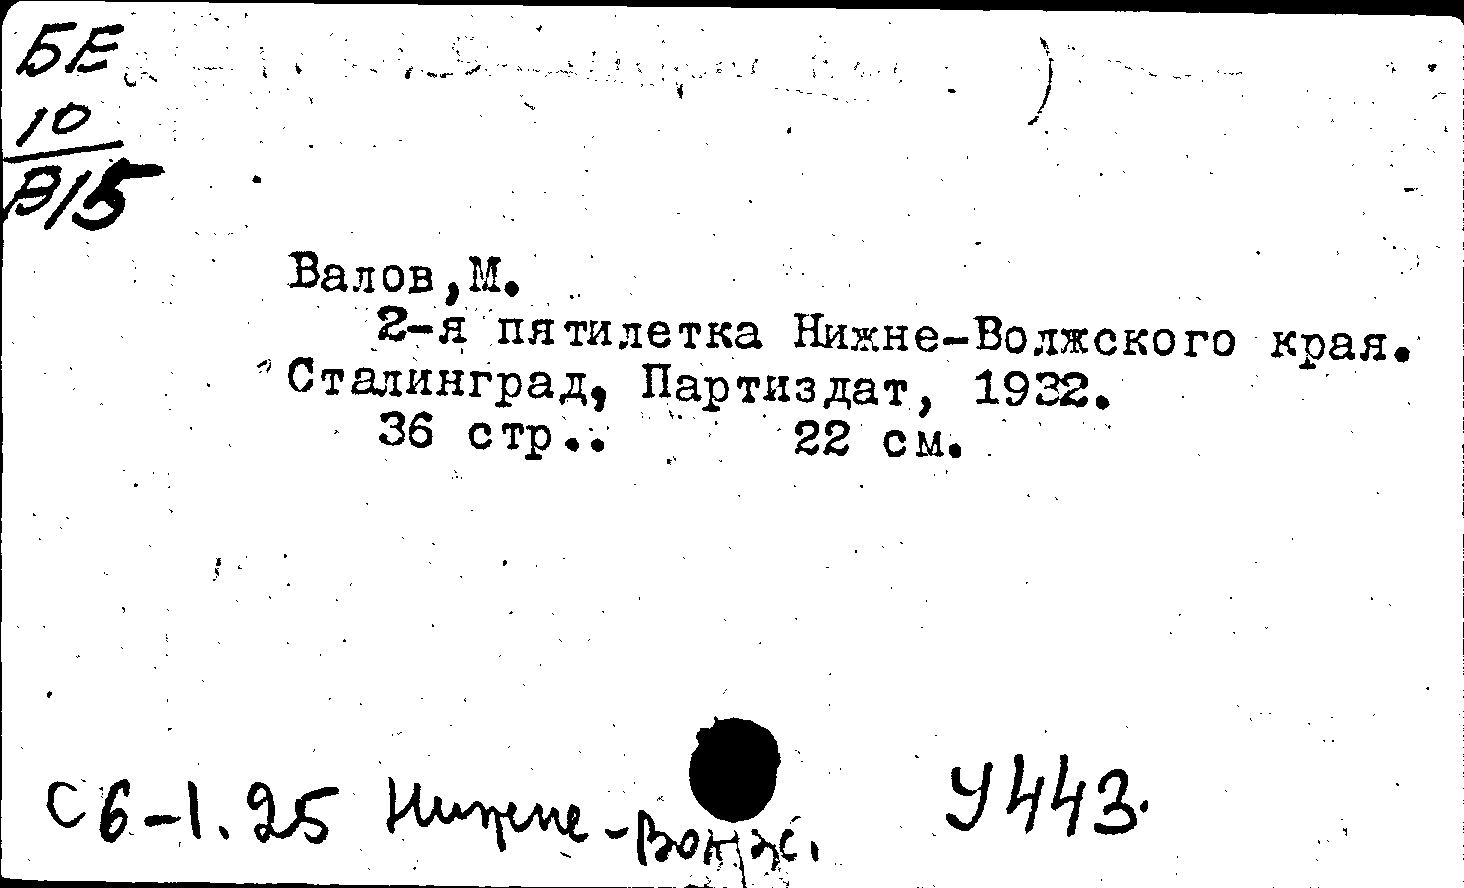 БЕ
10
В15
Валов,М.
2-я пятилетка Нижне-Волжского края.
Сталинград, Партиздат, 1932.
36 стр..     22 см.
С6-1.25 Нижне-Волж.     У443.